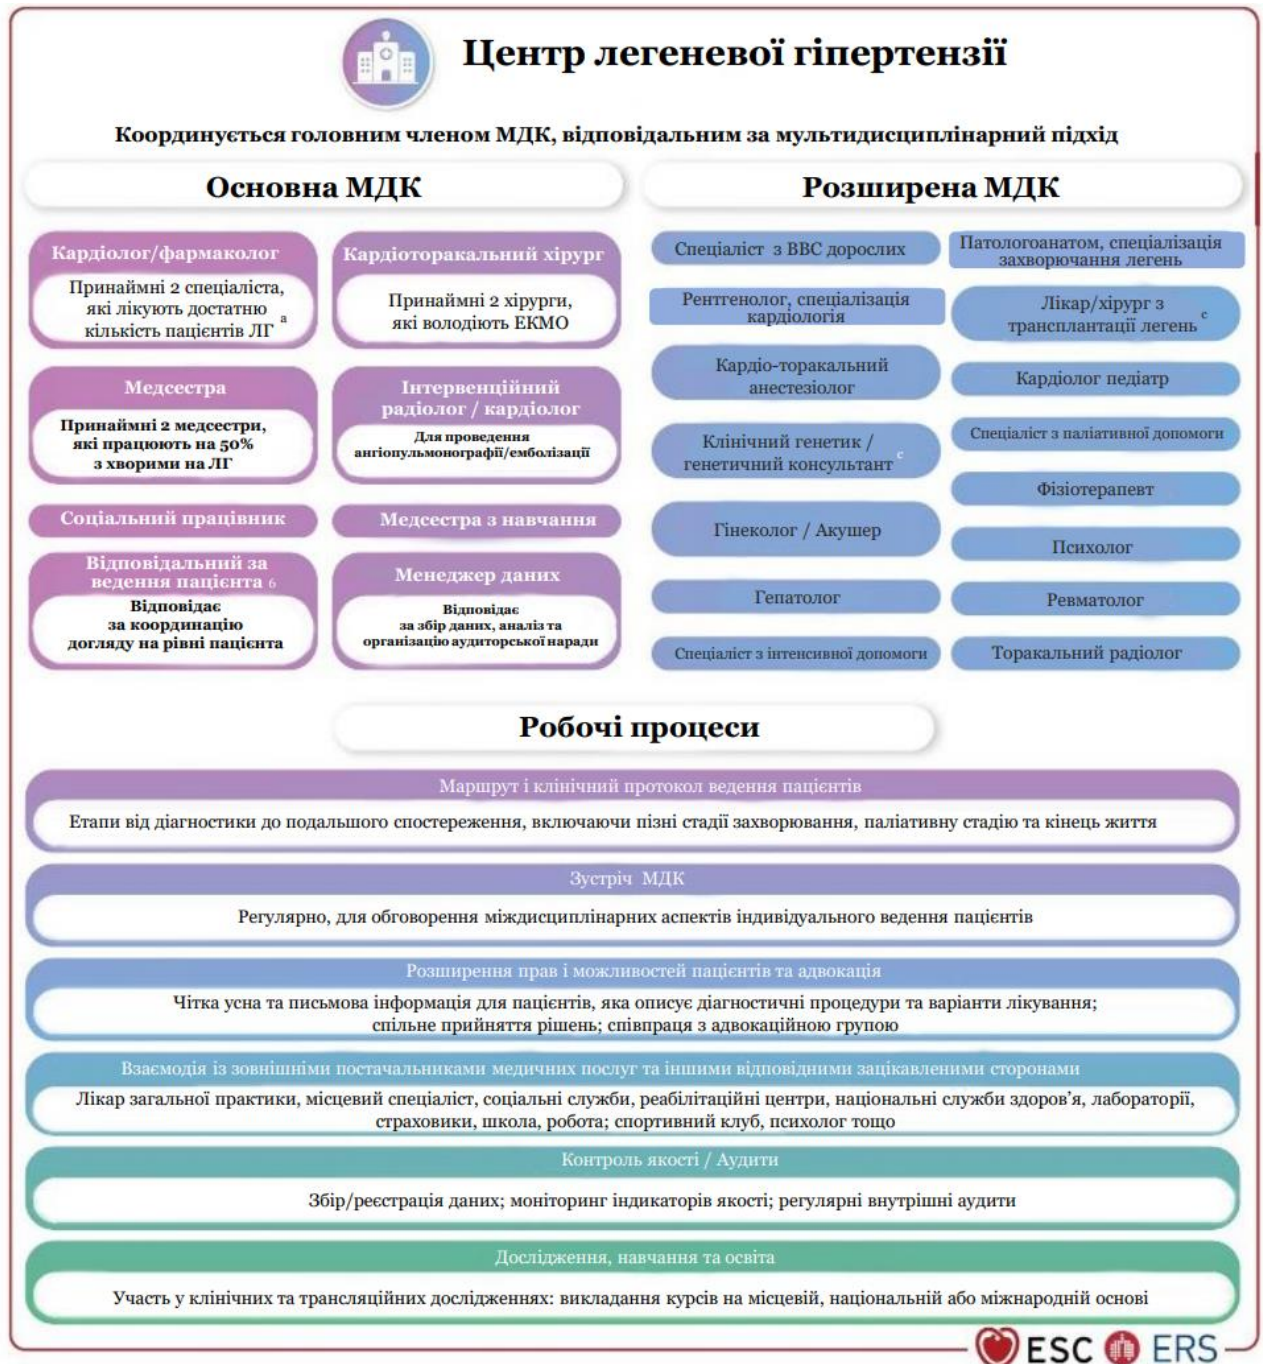 Центр легеневої гіпертензії
Координується головним членом МДК, відповідальним за мультидисциплінарний підхід
Основна МДК
Кардіолог/фармаколог
Принаймні 2 спеціаліста,
які лікують достатню
кількість пацієнтів ЛГ a
Кардіоторакальний хірург
Принаймні 2 хірурги,
які володіють ЕКМО
Медсестра
Принаймні 2 медсестри,
які працюють на 50%
з хворими на ЛГ
Інтервенційний
радіолог / кардіолог
Для проведення
ангіопульмонографії/емболізації
Соціальний працівник
Медсестра з навчання
Відповідальний за
ведення пацієнта б
Відповідає
за координацію
догляду на рівні пацієнта
Менеджер даних
Відповідає
за збір даних, аналіз та
організацію аудиторської наради
Розширена МДК
Спеціаліст з ВВС дорослих
Рентгенолог, спеціалізація
кардіологія
Кардіо-торакальний
анестезіолог
Клінічний генетик /
генетичний консультант c
Гінеколог / Акушер
Гепатолог
Спеціаліст з інтенсивної допомоги
Патологоанатом, спеціалізація
захворючання легень
Лікар/хірург з
трансплантації легень c
Кардіолог педіатр
Спеціаліст з паліативної допомоги
Фізіотерапевт
Психолог
Ревматолог
Торакальний радіолог
Робочі процеси
Маршрут і клінічний протокол ведення пацієнтів
Етапи від діагностики до подальшого спостереження, включаючи пізні стадії захворювання, паліативну стадію та кінець життя
Зустріч МДК
Регулярно, для обговорення міждисциплінарних аспектів індивідуального ведення пацієнтів
Розширення прав і можливостей пацієнтів та адвокація
Чітка усна та письмова інформація для пацієнтів, яка описує діагностичні процедури та варіанти лікування;
спільне прийняття рішень; співпраця з адвокаційною групою
Взаємодія із зовнішніми постачальниками медичних послуг та іншими відповідними зацікавленими сторонами
Лікар загальної практики, місцевий спеціаліст, соціальні служби, реабілітаційні центри, національні служби здоров’я, лабораторії,
страховики, школа, робота; спортивний клуб, психолог тощо
Контроль якості / Аудити
Збір/реєстрація даних; моніторинг індикаторів якості; регулярні внутрішні аудити
Дослідження, навчання та освіта
Участь у клінічних та трансляційних дослідженнях: викладання курсів на місцевій, національній або міжнародній основі
ESC ERS